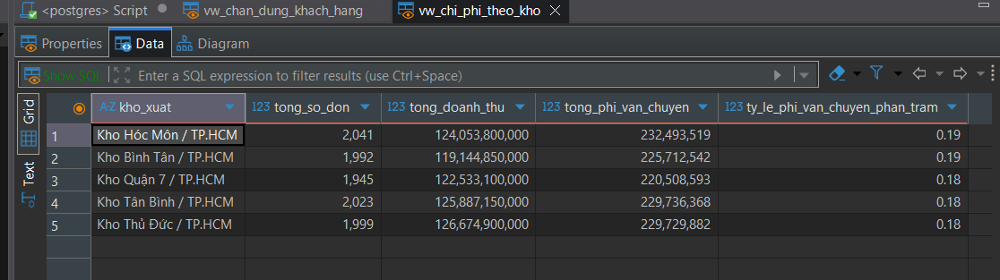 <postgres> Script vw_chan_dung_khach_hang vw_chi_phi_theo_kho
Properties Data Diagram
Show SQL Enter a SQL expression to filter results (use Ctrl+Space)
Grid
Text
AZ kho_xuat 123 tong_so_don 123 tong_doanh_thu 123 tong_phi_van_chuyen 123 ty_le_phi_van_chuyen_phan_tram
1 Kho Hóc Môn / TP.HCM 2,041 124,053,800,000 232,493,519 0.19
2 Kho Bình Tân / TP.HCM 1,992 119,144,850,000 225,712,542 0.19
3 Kho Quận 7 / TP.HCM 1,945 122,533,100,000 220,508,593 0.18
4 Kho Tân Bình / TP.HCM 2,023 125,887,150,000 229,736,368 0.18
5 Kho Thủ Đức / TP.HCM 1,999 126,674,900,000 229,729,882 0.18